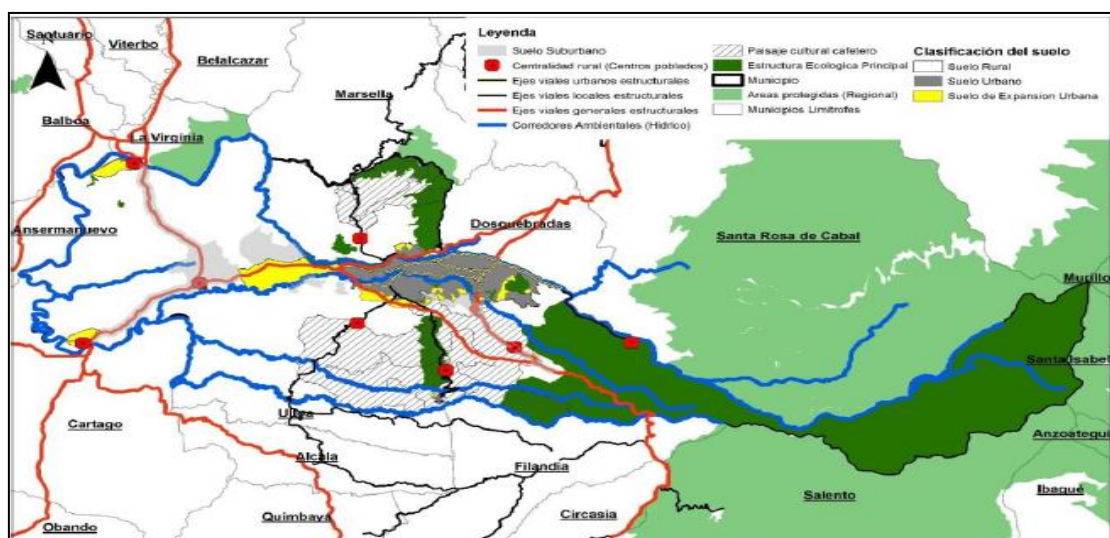 Santuario
N
Viterbo
Belalcazar
Marsella
Balboa
La Virginia
Ansermanuevo
Dosquebradas
Santa Rosa de Cabal
Murillo
Santa Isabel
Anzoategui
Ibagué
Salento
Circasia
Filandia
Ulloa
Alcala
Quimbaya
Cartago
Obando
Leyenda
Suelo Suburbano
Centralidad rural (Centros poblados)
Ejes viales urbanos estructurales
Ejes viales locales estructurales
Ejes viales generales estructurales
Corredores Ambientales (Hidrico)
Paisaje cultural cafetero
Estructura Ecologica Principal
Municipio
Areas protegidas (Regional)
Municipios Limitrofes
Clasificación del suelo
Suelo Rural
Suelo Urbano
Suelo de Expansion Urbana